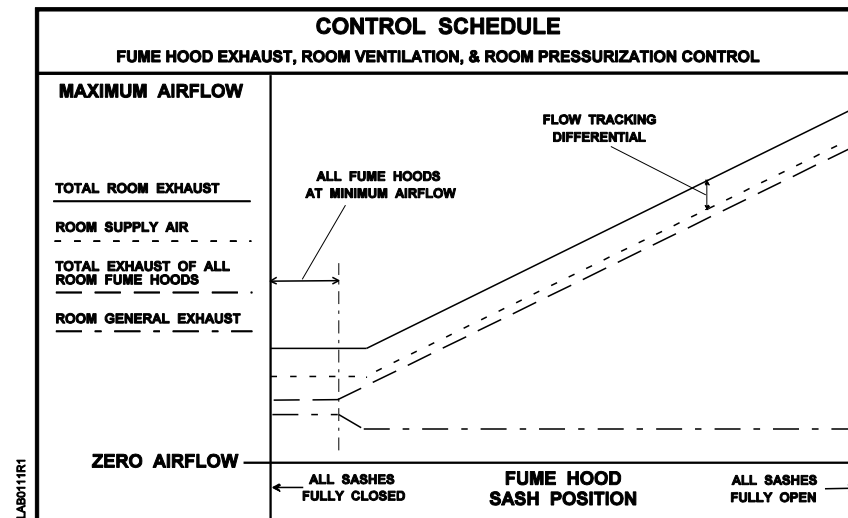 CONTROL SCHEDULE
FUME HOOD EXHAUST, ROOM VENTILATION, & ROOM PRESSURIZATION CONTROL
MAXIMUM AIRFLOW
FLOW TRACKING
DIFFERENTIAL
ALL FUME HOODS
AT MINIMUM AIRFLOW
TOTAL ROOM EXHAUST
ROOM SUPPLY AIR
TOTAL EXHAUST OF ALL
ROOM FUME HOODS
ROOM GENERAL EXHAUST
ZERO AIRFLOW
ALL SASHES
FULLY CLOSED
FUME HOOD
SASH POSITION
ALL SASHES
FULLY OPEN
LAB0111R1